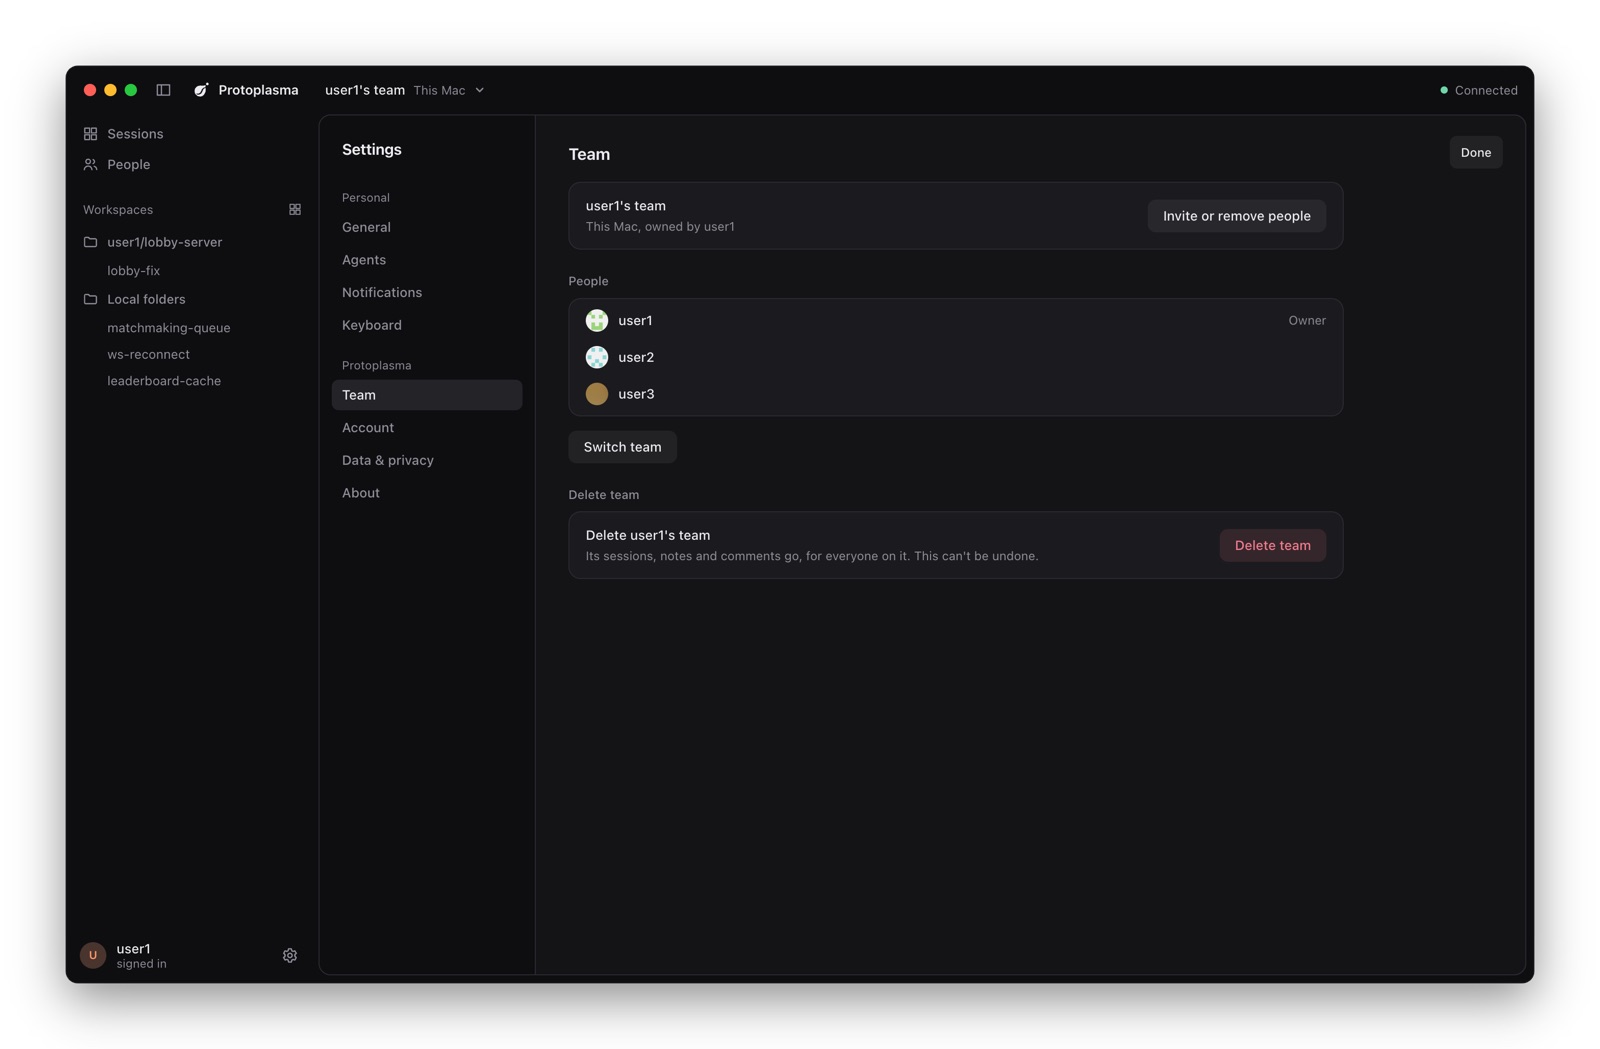 Protoplasma
user1's team This Mac
Connected
Sessions
People
Workspaces
user1/lobby-server
lobby-fix
Local folders
matchmaking-queue
ws-reconnect
leaderboard-cache
U
user1
signed in
Settings
Personal
General
Agents
Notifications
Keyboard
Protoplasma
Team
Account
Data & privacy
About
Team
Done
user1's team
This Mac, owned by user1
Invite or remove people
People
user1
Owner
user2
user3
Switch team
Delete team
Delete user1's team
Its sessions, notes and comments go, for everyone on it. This can't be undone.
Delete team